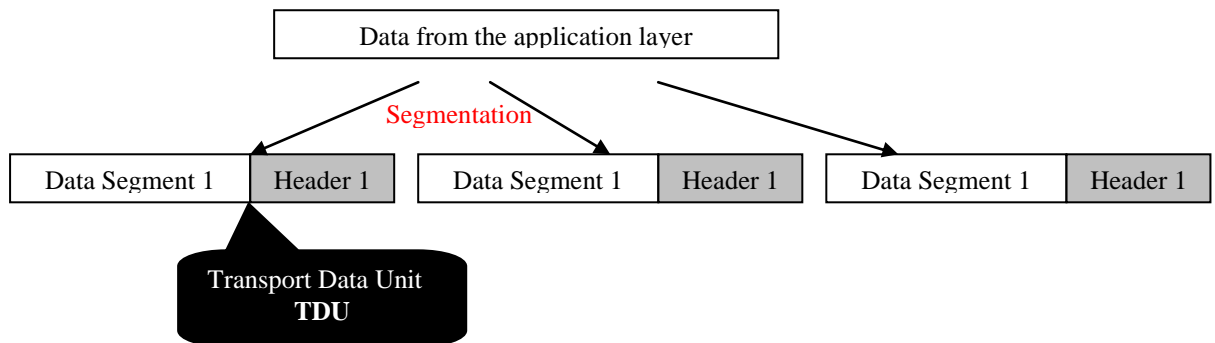 Data from the application layer
Segmentation
Data Segment 1 Header 1 Data Segment 1 Header 1 Data Segment 1 Header 1
Transport Data Unit
TDU